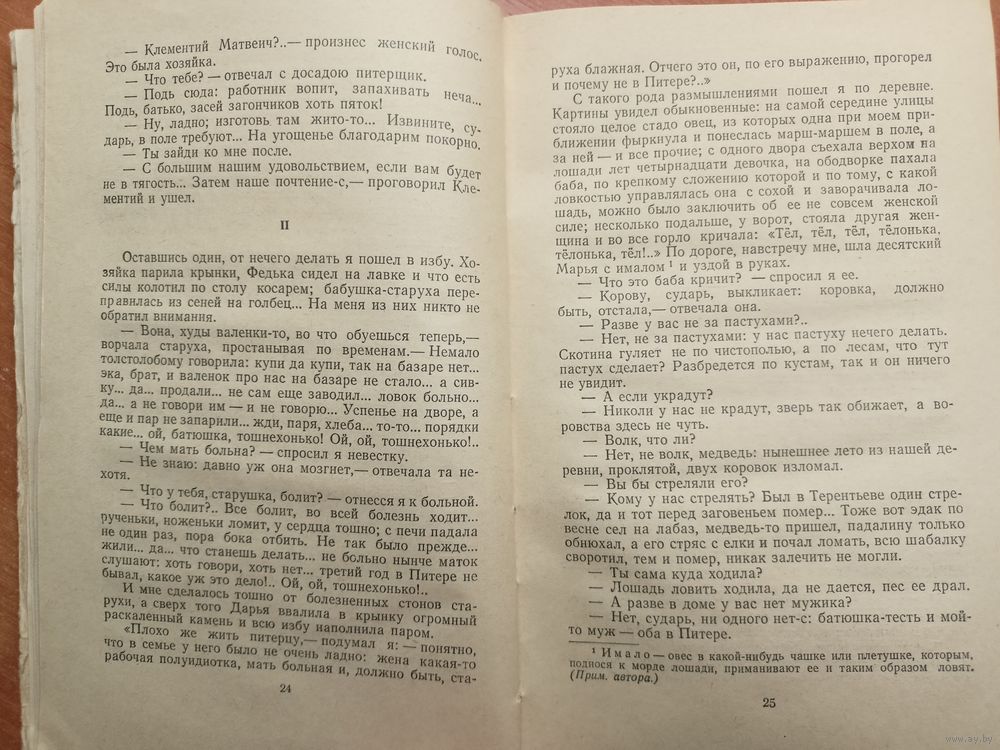 — Клементий Матвеич?..— произнес женский голос.
Это была хозяйка.
— Что тебе? — отвечал с досадою питерщик.
— Подь сюда: работник вопит, запахивать неча...
Подь, батько, засей загончиков хоть пяток!
— Ну, ладно; изготовь там жито-то... Извините, су-
дарь, в поле требуют... На угощенье благодарим покорно.
— Ты зайди ко мне после.
— С большим нашим удовольствием, если вам будет
не в тягость... Затем наше почтение-с,— проговорил Кле-
ментий и ушел.
II
Оставшись один, от нечего делать я пошел в избу. Хо-
зяйка парила крынки, Федька сидел на лавке и что есть
силы колотил по столу косарем; бабушка-старуха пере-
правилась из сеней на голбец... На меня из них никто не
обратил внимания.
— Вона, худы валенки-то, во что обуешься теперь,—
ворчала старуха, простанывая по временам.— Немало
толстолобому говорила: купи да купи, так на базаре нет...
эка, брат, и валенок про нас на базаре не стало... а сив-
ку... да... продали... не сам еще заводил... ловок больно...
да... а не говори им — и не говорю... Успенье на дворе, а
еще и пар не запарили... жди, паря, хлеба... то-то... порядки
какие... ой, батюшка, тошнехонько! Ой, ой, тошнехонько!..
— Чем мать больна? — спросил я невестку.
— Не знаю: давно уж она мозгнет,— отвечала та не-
хотя.
— Что у тебя, старушка, болит? — отнесся я к больной.
— Что болит?.. Все болит, во всей болезнь ходит...
рученьки, ноженьки ломит, у сердца тошно; с печи падала
не один раз, пора бока отбить. Не так было прежде...
жили... да... что станешь делать... не больно нынче маток
слушают: хоть говори, хоть нет... третий год в Питере не
бывал, какое уж это дело!.. Ой, ой, тошнехонько!..
И мне сделалось тошно от болезненных стонов ста-
рухи, а сверх того Дарья ввалила в крынку огромный
раскаленный камень и всю избу наполнила паром.
«Плохо же жить питерцу,— подумал я: — понятно,
что в семье у него было не очень ладно: жена какая-то
рабочая полуидиотка, мать больная и, должно быть, ста-
24
руха блажная. Отчего это он, по его выражению, прогорел
и почему не в Питере?..»
С такого рода размышлениями пошел я по деревне.
Картины увидел обыкновенные: на самой середине улицы
стояло целое стадо овец, из которых одна при моем при-
ближении фыркнула и понеслась марш-маршем в поле, а
за ней — и все прочие; с одного двора съехала верхом на
лошади лет четырнадцати девочка, на ободворке пахала
баба, по крепкому сложению которой и по тому, с какой
ловкостью управлялась она с сохой и заворачивала ло-
шадь, можно было заключить об ее не совсем женской
силе; несколько подальше, у ворот, стояла другая жен-
щина и во все горло кричала: «Тёл, тёл, тёл, тёлонька,
тёлонька, тёл!..» По дороге, навстречу мне, шла десятский
Марья с ималом ¹ и уздой в руках.
— Что это баба кричит? — спросил я ее.
— Корову, сударь, выкликает: коровка, должно
быть, отстала,— отвечала она.
— Разве у вас не за пастухами?..
— Нет, не за пастухами: у нас пастуху нечего делать.
Скотина гуляет не по чистополью, а по лесам, что тут
пастух сделает? Разбредется по кустам, так и он ничего
не увидит.
— А если украдут?
— Николи у нас не крадут, зверь так обижает, а во-
ровства здесь не чуть.
— Волк, что ли?
— Нет, не волк, медведь: нынешнее лето из нашей де-
ревни, проклятой, двух коровок изломал.
— Вы бы стреляли его?
— Кому у нас стрелять? Был в Терентьеве один стре-
лок, да и тот перед заговеньем помер... Тоже вот эдак по
весне сел на лабаз, медведь-то пришел, падалину только
обнюхал, а его стряс с елки и почал ломать, всю шабалку
своротил, тем и помер, никак залечить не могли.
— Ты сама куда ходила?
— Лошадь ловить ходила, да не дается, пес ее драл.
— А разве в доме у вас нет мужика?
— Нет, сударь, ни одного нет-с: батюшка-тесть и мой-
то муж — оба в Питере.
¹ Имало — овес в какой-нибудь чашке или плетушке, которым,
поднося к морде лошади, приманивают ее и таким образом ловят.
(Прим. автора.)
25
www.ay.by